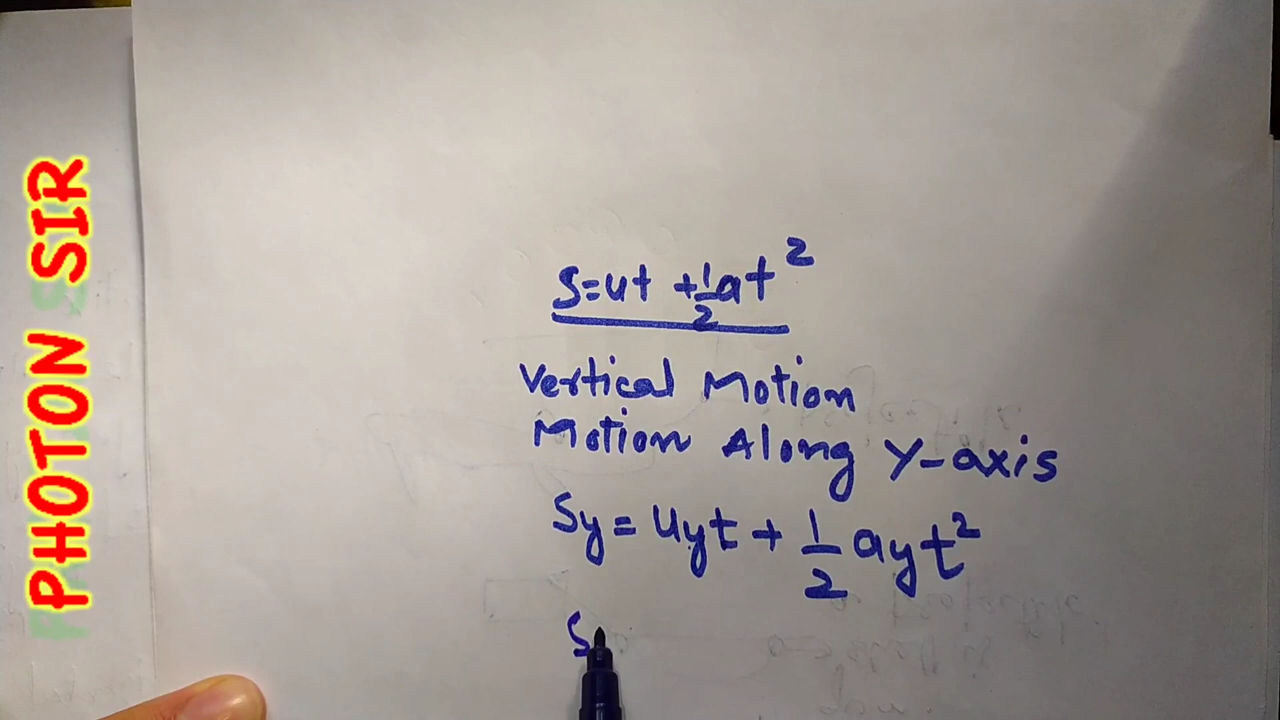 PHOTON SIR
S=ut +½at²
Vertical Motion
Motion Along Y-axis
Sy = Uyt + ½ ayt²
S